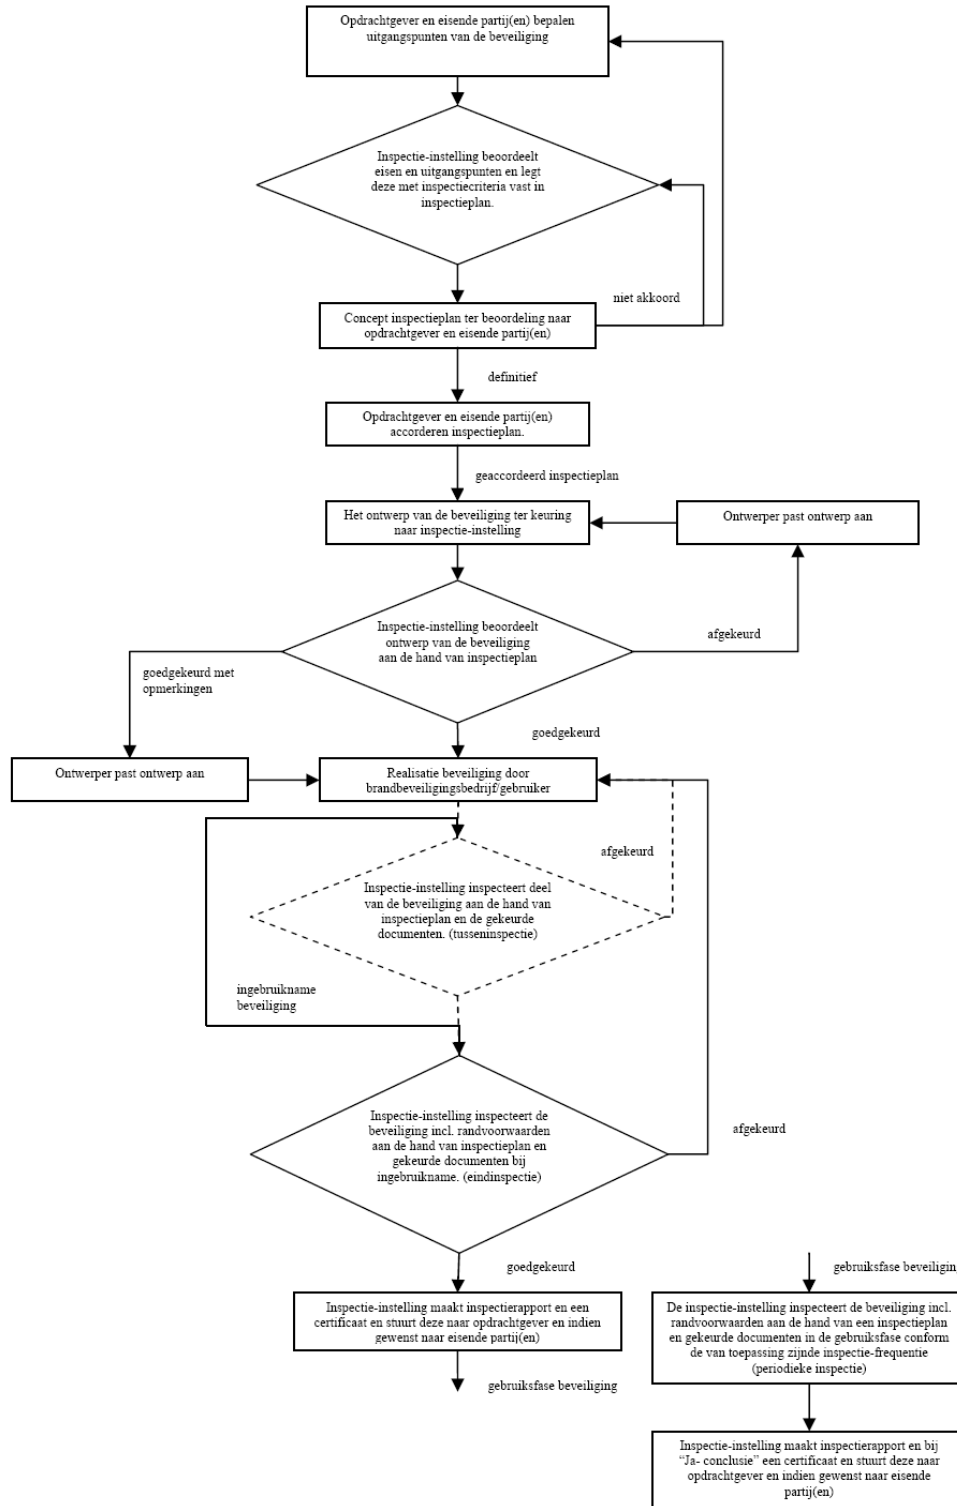 Opdrachtgever en eisende partij(en) bepalen
uitgangspunten van de beveiliging
Inspectie-instelling beoordeelt
eisen en uitgangspunten en legt
deze met inspectiecriteria vast in
inspectieplan.
niet akkoord
Concept inspectieplan ter beoordeling naar
opdrachtgever en eisende partij(en)
definitief
Opdrachtgever en eisende partij(en)
accorderen inspectieplan.
geaccordeerd inspectieplan
Het ontwerp van de beveiliging ter keuring
naar inspectie-instelling
Ontwerper past ontwerp aan
Inspectie-instelling beoordeelt
ontwerp van de beveiliging
aan de hand van inspectieplan
afgekeurd
goedgekeurd met
opmerkingen
goedgekeurd
Ontwerper past ontwerp aan
Realisatie beveiliging door
brandbeveiligingsbedrijf/gebruiker
afgekeurd
Inspectie-instelling inspecteert deel
van de beveiliging aan de hand van
inspectieplan en de gekeurde
documenten. (tusseninspectie)
ingebruikname
beveiliging
Inspectie-instelling inspecteert de
beveiliging incl. randvoorwaarden
aan de hand van inspectieplan en
gekeurde documenten bij
ingebruikname. (eindinspectie)
afgekeurd
goedgekeurd
gebruiksfase beveiliging
Inspectie-instelling maakt inspectierapport en een
certificaat en stuurt deze naar opdrachtgever en indien
gewenst naar eisende partij(en)
De inspectie-instelling inspecteert de beveiliging incl.
randvoorwaarden aan de hand van een inspectieplan
en gekeurde documenten in de gebruiksfase conform
de van toepassing zijnde inspectie-frequentie
(periodieke inspectie)
gebruiksfase beveiliging
Inspectie-instelling maakt inspectierapport en bij
“Ja- conclusie” een certificaat en stuurt deze naar
opdrachtgever en indien gewenst naar eisende
partij(en)